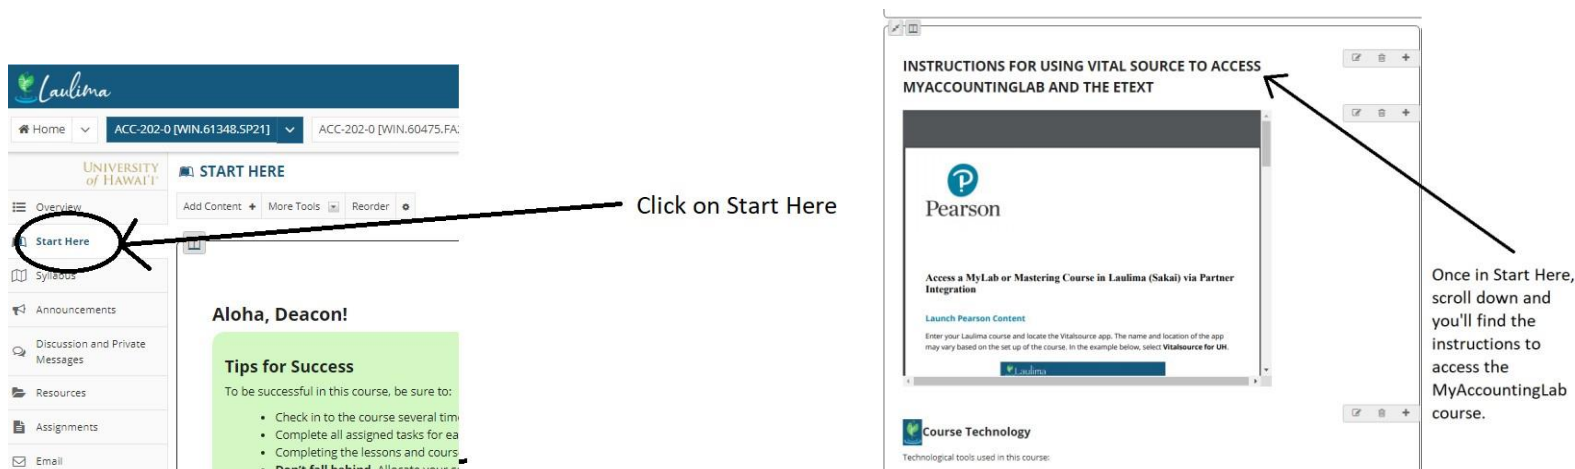 Laulima
Home
ACC-202-0 [WIN.61348.SP21]
ACC-202-0 [WIN.60475.FA2
UNIVERSITY
of HAWAI'I
START HERE
Add Content + More Tools Reorder
Overview
Start Here
Syllabus
Announcements
Discussion and Private
Messages
Resources
Assignments
Email
Aloha, Deacon!
Tips for Success
To be successful in this course, be sure to:
• Check in to the course several tim
• Complete all assigned tasks for ea
• Completing the lessons and cours
• Don't fall behind. Allocate your
Click on Start Here
INSTRUCTIONS FOR USING VITAL SOURCE TO ACCESS
MYACCOUNTINGLAB AND THE ETEXT
P
Pearson
Access a MyLab or Mastering Course in Laulima (Sakai) via Partner
Integration
Launch Pearson Content
Enter your Laulima course and locate the Vitalsource app. The name and location of the app
may vary based on the set up of the course. In the example below, select Vitalsource for UH.
Laulima
Course Technology
Technological tools used in this course:
Once in Start Here,
scroll down and
you'll find the
instructions to
access the
MyAccountingLab
course.